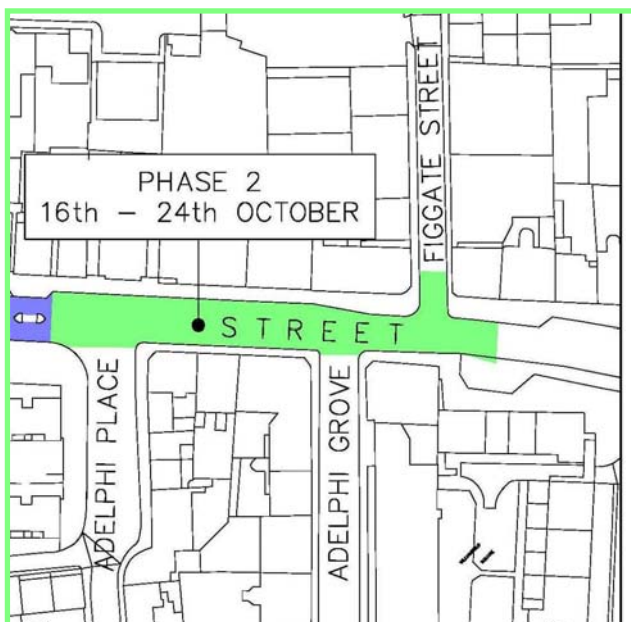 PHASE 2
16th – 24th OCTOBER
FIGGATE STREET
STREET
ADELPHI PLACE
ADELPHI GROVE